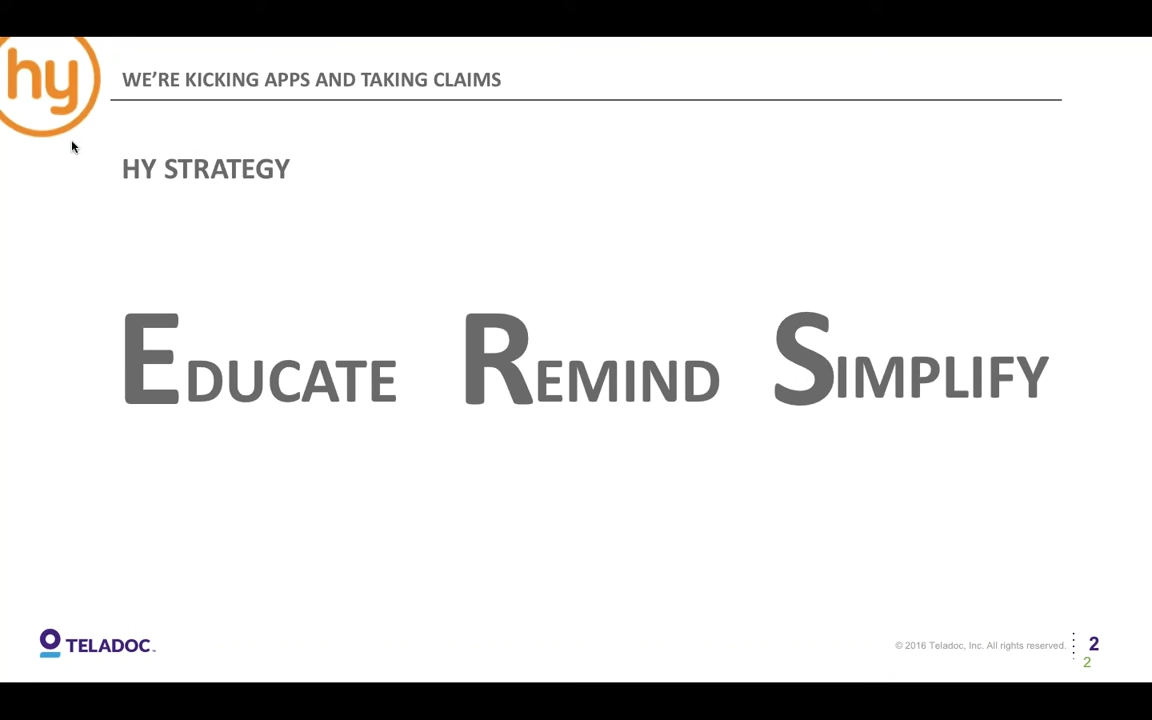 hy
WE’RE KICKING APPS AND TAKING CLAIMS
HY STRATEGY
EDUCATE REMIND SIMPLIFY
TELADOC™
© 2016 Teladoc, Inc. All rights reserved.
2
2